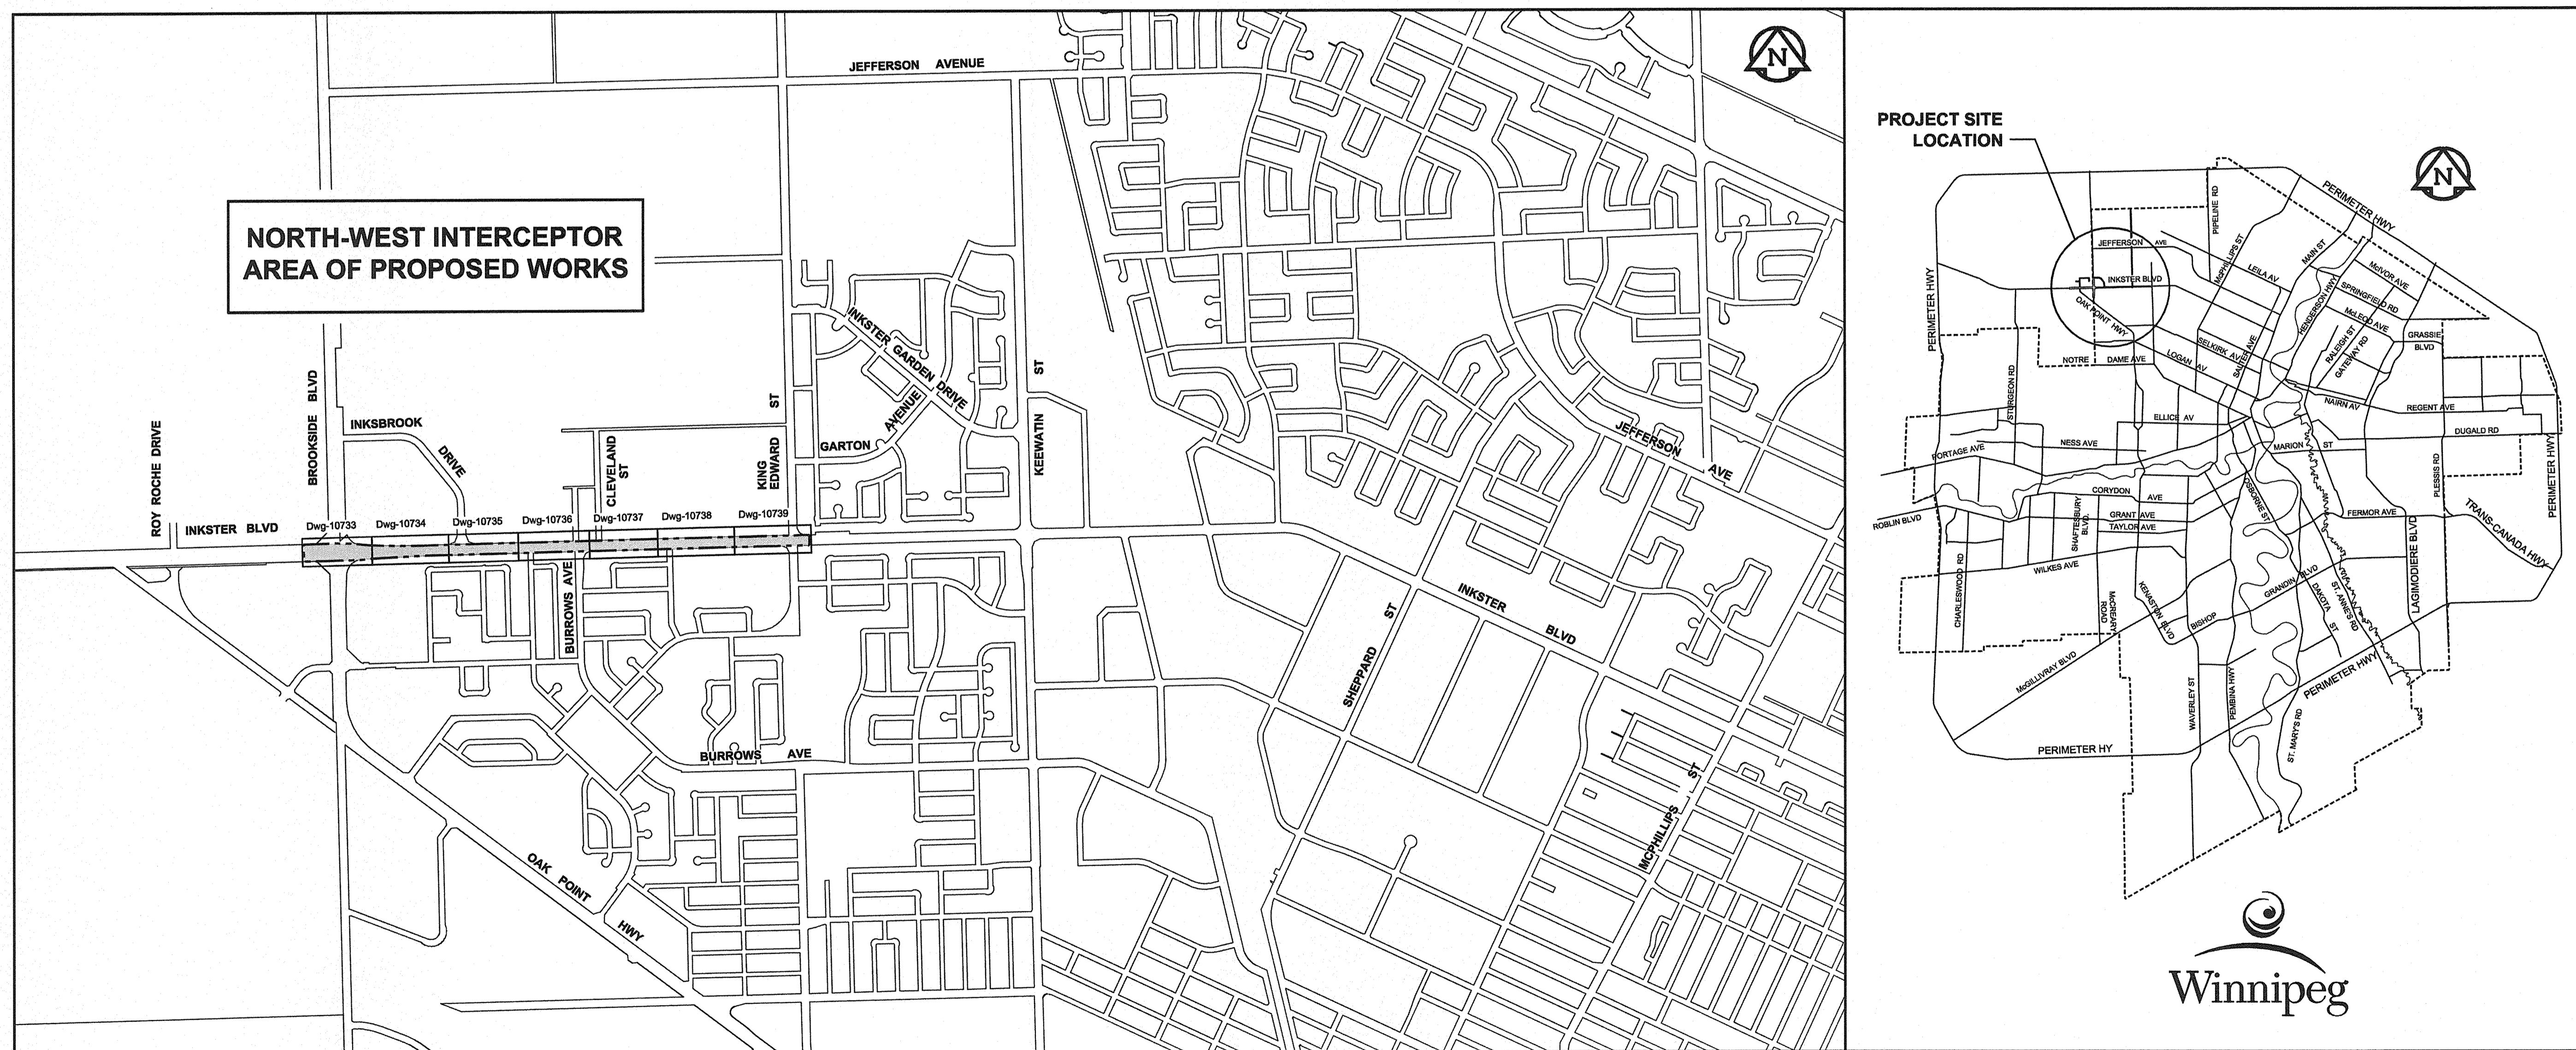 JEFFERSON AVENUE
N
NORTH-WEST INTERCEPTOR
AREA OF PROPOSED WORKS
INKSTER GARDEN DRIVE
ROY ROCHE DRIVE
BROOKSIDE BLVD
INKSBROOK
DRIVE
CLEVELAND
ST
KING
EDWARD
ST
GARTON
AVENUE
KEEWATIN
ST
JEFFERSON AVE
INKSTER BLVD
Dwg-10733
Dwg-10734
Dwg-10735
Dwg-10736
Dwg-10737
Dwg-10738
Dwg-10739
BURROWS AVE
INKSTER
BLVD
SHEPPARD ST
BURROWS AVE
MCPHILLIPS ST
OAK POINT
HWY
PROJECT SITE
LOCATION
N
PERIMETER HWY
PIPELINE RD
JEFFERSON AVE
McPHILLIPS ST
MAIN ST
LEILA AV
McIVOR AVE
INKSTER BLVD
HENDERSON HWY
SPRINGFIELD RD
OAK POINT HWY
McLEOD AVE
PERIMETER HWY
GRASSIE
BLVD
RALEIGH ST
GATEWAY RD
SELKIRK AVE
SALTER AVE
NOTRE DAME AVE
LOGAN AV
STURGEON RD
NAIRN AV
REGENT AVE
ELLICE AV
DUGALD RD
NESS AVE
MARION ST
PORTAGE AVE
PLESSIS RD
PERIMETER HWY
CORYDON AVE
OSBORNE ST
ROBLIN BLVD
SHAFTESBURY
BLVD.
GRANT AVE
TAYLOR AVE
FERMOR AVE
TRANS-CANADA HWY
LAGIMODIERE BLVD
CHARLESWOOD RD
WILKES AVE
McCREARY
ROAD
KENASTON BLVD
BISHOP
GRANDIN BLVD
DAKOTA
ST
ST. ANNE'S RD
McGILLIVRAY BLVD
WAVERLEY ST
PEMBINA HWY
PERIMETER HWY
ST. MARY'S RD
PERIMETER HY
Winnipeg